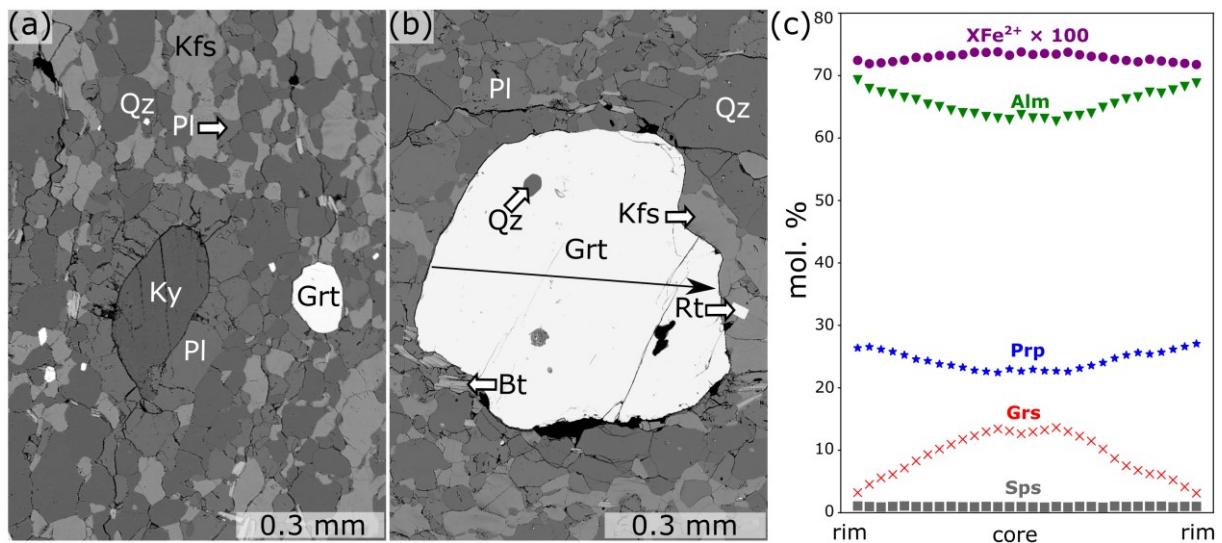 (a)
Kfs
Qz
Pl
Ky
Grt
Pl
0.3 mm
(b)
Pl
Qz
Qz
Kfs
Grt
Rt
Bt
0.3 mm
(c)
80
70
60
50
40
30
20
10
0
mol. %
XFe²⁺ × 100
Alm
Prp
Grs
Sps
rim
core
rim